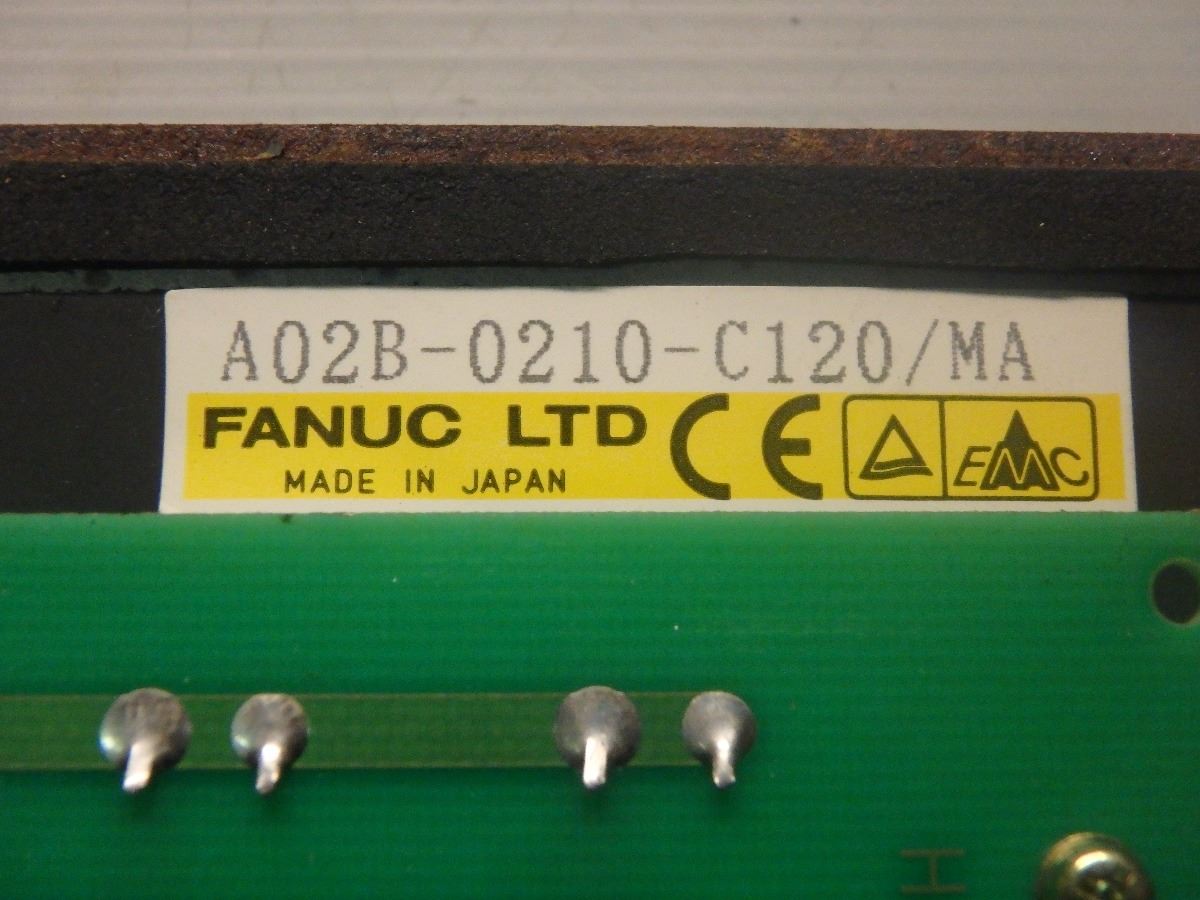 A02B-0210-C120/MA
FANUC LTD CE EMC
MADE IN JAPAN
H